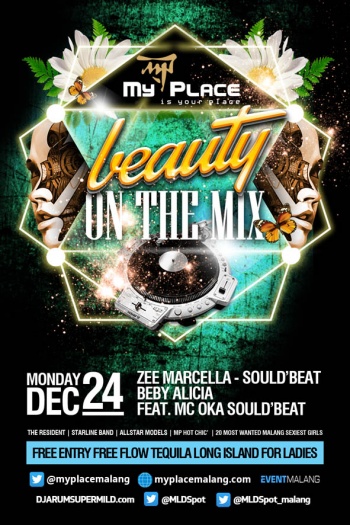 MYP
MY PLACE
is your place
beauty
ON THE MIX
MONDAY
DEC 24
ZEE MARCELLA - SOULD'BEAT
BEBY ALICIA
FEAT. MC OKA SOULD'BEAT
THE RESIDENT | STARLINE BAND | ALLSTAR MODELS | MIP HOT CHIC' | 20 MOST WANTED MALANG SEXIEST GIRLS
FREE ENTRY FREE FLOW TEQUILA LONG ISLAND FOR LADIES
@myplacemalang myplacemalang.com EVENTMALANG
DJARUMSUPERMILD.com @MLDSpot @MLDSpot_malang